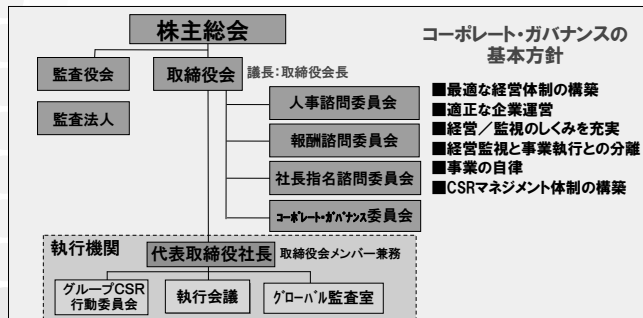 株主総会
コーポレート・ガバナンスの
基本方針
監査役会
取締役会
議長:取締役会長
監査法人
人事諮問委員会
報酬諮問委員会
社長指名諮問委員会
コーポレート・ガバナンス委員会
■最適な経営体制の構築
■適正な企業運営
■経営／監視のしくみを充実
■経営監視と事業執行との分離
■事業の自律
■CSRマネジメント体制の構築
執行機関
代表取締役社長
取締役会メンバー兼務
グループCSR
行動委員会
執行会議
グローバル監査室